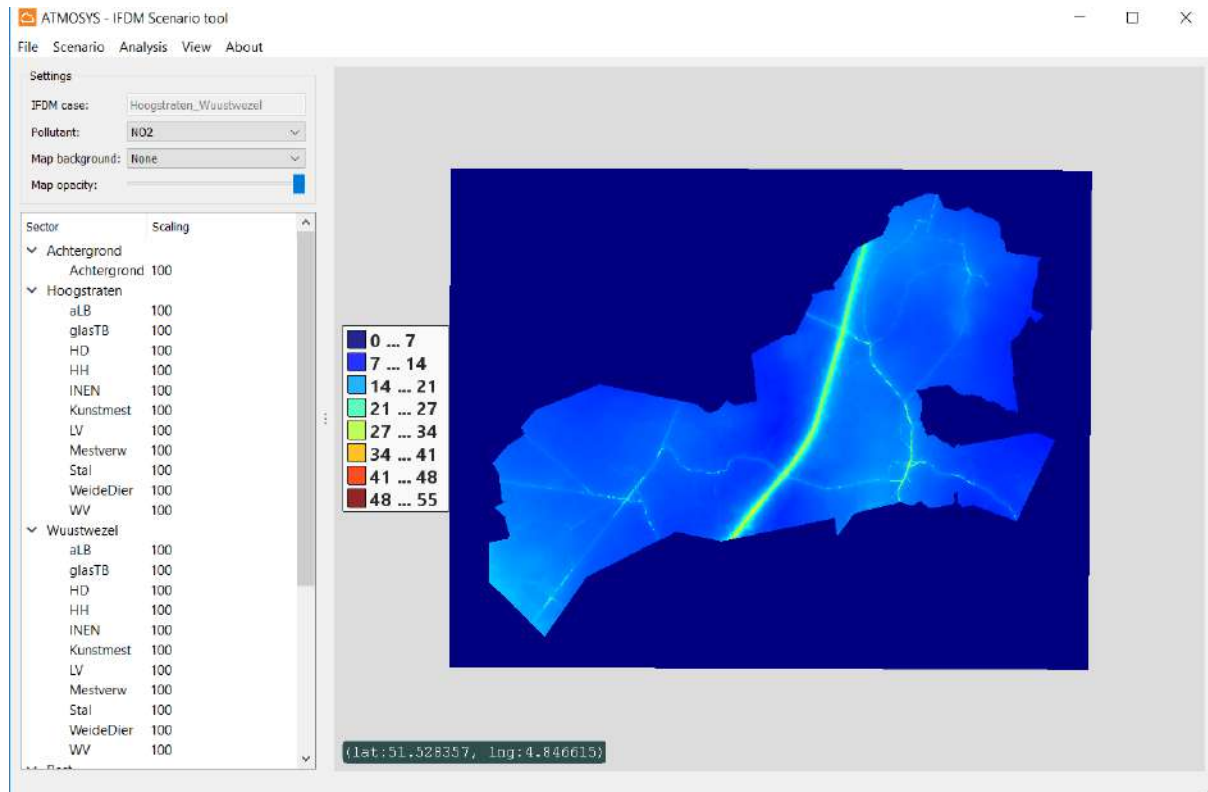 ATMOSYS - IFDM Scenario tool
File Scenario Analysis View About
Settings
IFDM case: Hoogstraten_Wuustwezel
Pollutant: NO2
Map background: None
Map opacity:
Sector Scaling
Achtergrond
Achtergrond 100
Hoogstraten
aLB 100
glasTB 100
HD 100
HH 100
INEN 100
Kunstmest 100
LV 100
Mestverw 100
Stal 100
WeideDier 100
WV 100
Wuustwezel
aLB 100
glasTB 100
HD 100
HH 100
INEN 100
Kunstmest 100
LV 100
Mestverw 100
Stal 100
WeideDier 100
WV 100
0 ... 7
7 ... 14
14 ... 21
21 ... 27
27 ... 34
34 ... 41
41 ... 48
48 ... 55
(lat:51.528357, lng:4.846615)